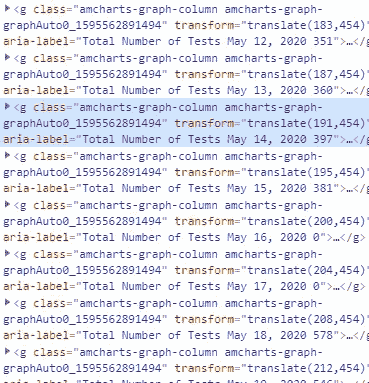 ▶<g class="amcharts-graph-column amcharts-graph-
graphAuto0_1595562891494" transform="translate(183,454)"
aria-label="Total Number of Tests May 12, 2020 351">…</g
▶<g class="amcharts-graph-column amcharts-graph-
graphAuto0_1595562891494" transform="translate(187,454)"
aria-label="Total Number of Tests May 13, 2020 360">…</g
▶<g class="amcharts-graph-column amcharts-graph-
graphAuto0_1595562891494" transform="translate(191,454)"
aria-label="Total Number of Tests May 14, 2020 397">…</g
▶<g class="amcharts-graph-column amcharts-graph-
graphAuto0_1595562891494" transform="translate(195,454)"
aria-label="Total Number of Tests May 15, 2020 381">…</g
▶<g class="amcharts-graph-column amcharts-graph-
graphAuto0_1595562891494" transform="translate(200,454)"
aria-label="Total Number of Tests May 16, 2020 0">…</g>
▶<g class="amcharts-graph-column amcharts-graph-
graphAuto0_1595562891494" transform="translate(204,454)"
aria-label="Total Number of Tests May 17, 2020 0">…</g>
▶<g class="amcharts-graph-column amcharts-graph-
graphAuto0_1595562891494" transform="translate(208,454)"
aria-label="Total Number of Tests May 18, 2020 578">…</g
▶<g class="amcharts-graph-column amcharts-graph-
graphAuto0_1595562891494" transform="translate(212,454)"